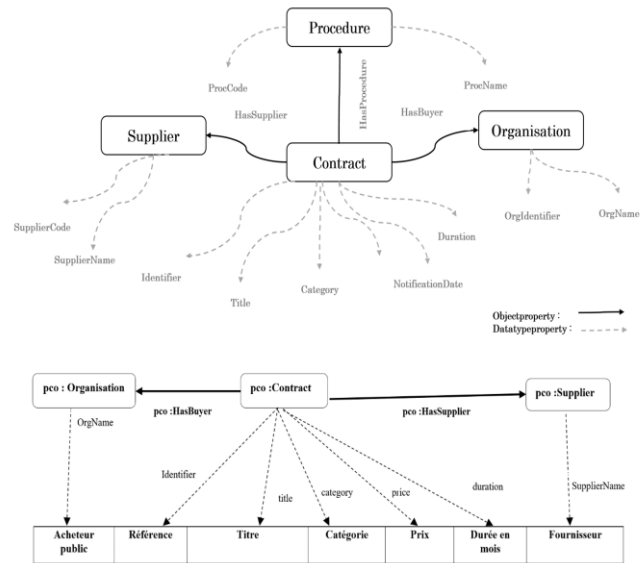 Procedure
ProcCode
ProcName
HasSupplier
HasProcedure
HasBuyer
Supplier
Contract
Organisation
SupplierCode
SupplierName
Identifier
Title
Category
NotificationDate
Duration
OrgIdentifier
OrgName
Objectproperty :
Datatypeproperty :
pco : Organisation
pco :Contract
pco :Supplier
pco :HasBuyer
pco :HasSupplier
OrgName
Identifier
title
category
price
duration
SupplierName
Acheteur public
Référence
Titre
Catégorie
Prix
Durée en mois
Fournisseur